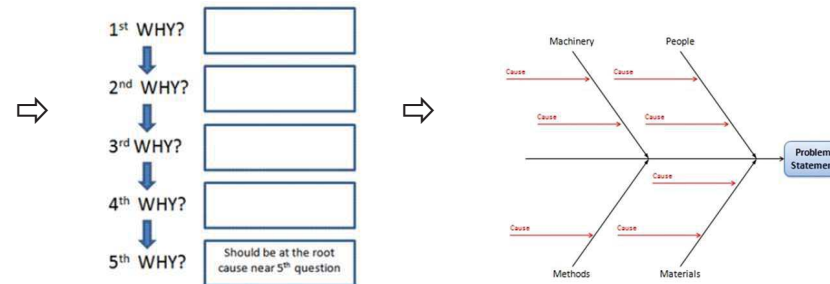 1st WHY?
2nd WHY?
3rd WHY?
4th WHY?
5th WHY?
Should be at the root
cause near 5th question
Machinery
People
Cause
Cause
Cause
Cause
Cause
Cause
Cause
Methods
Materials
Problem